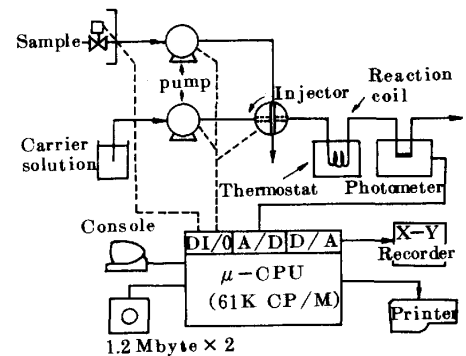 Sample
pump
Injector
Reaction
coil
Carrier
solution
Thermostat
Photometer
Console
DI/0 A/D D/A
μ-CPU
(61K CP/M)
X-Y
Recorder
Printer
1.2 Mbyte × 2